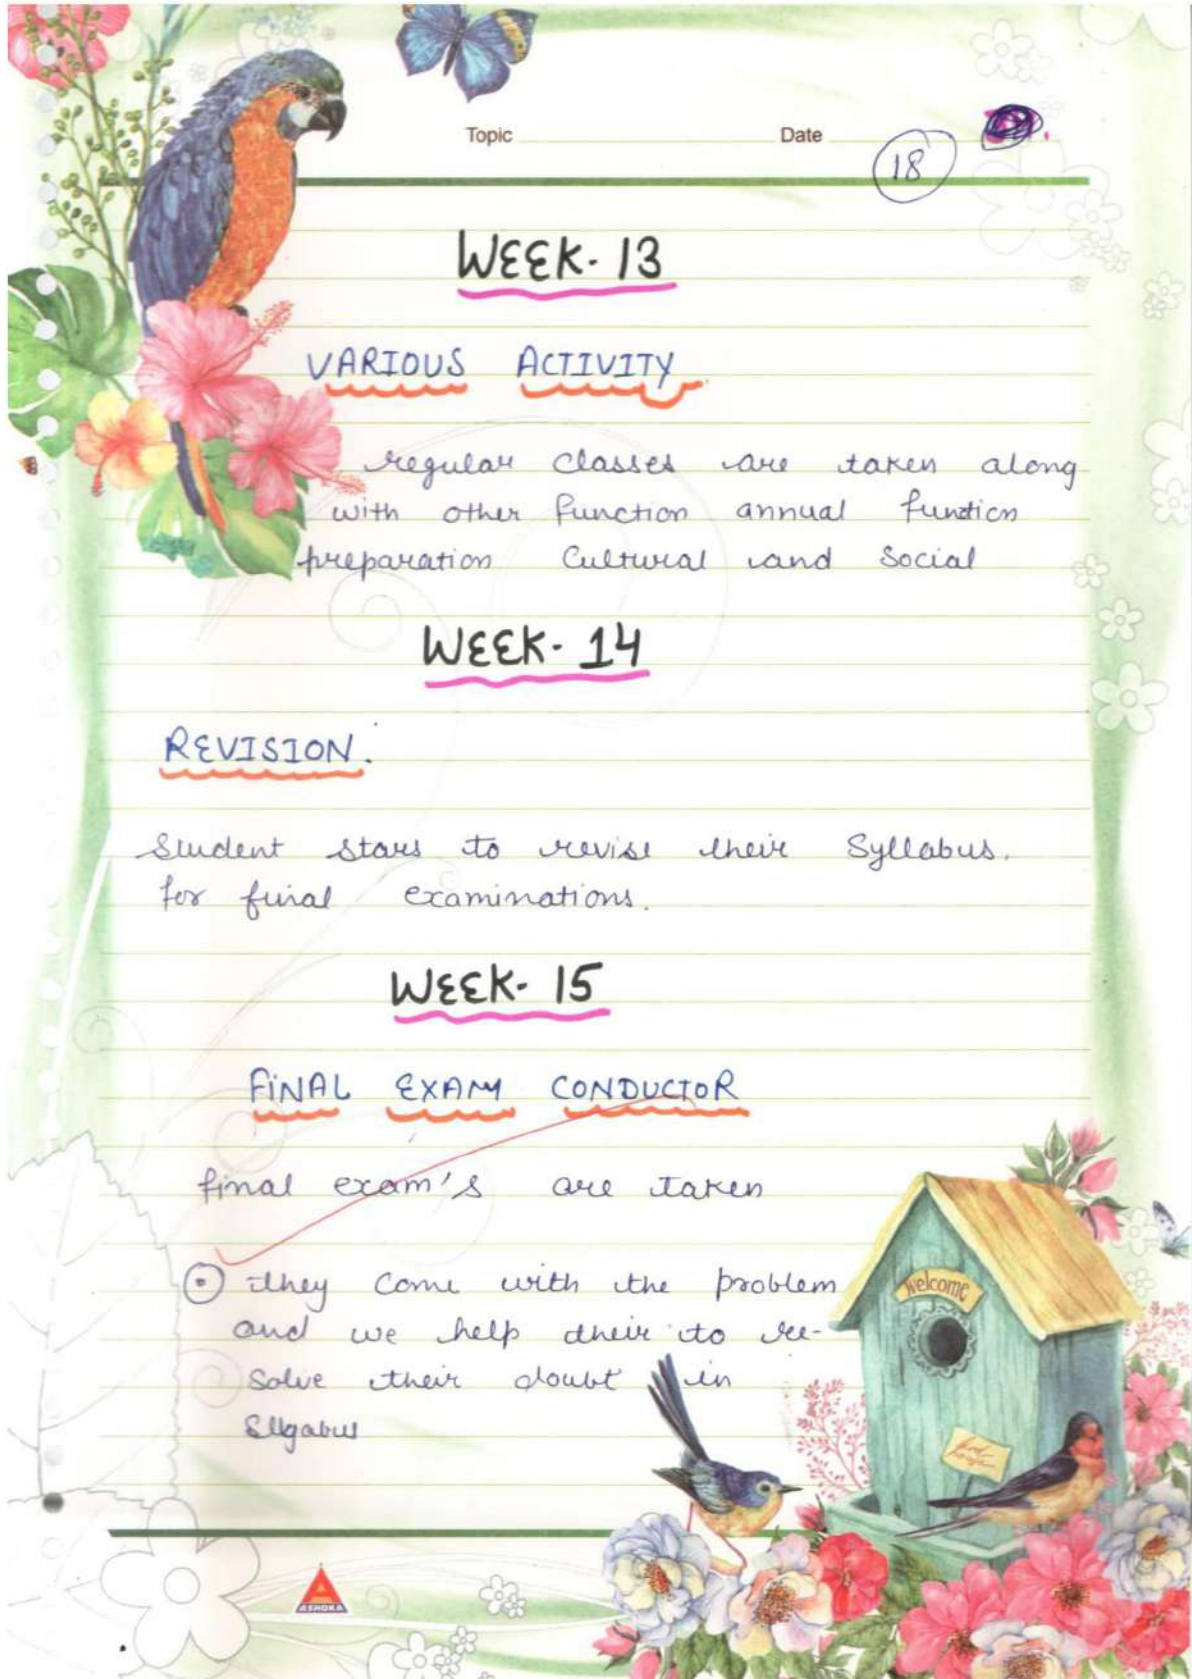 Topic
Date
18
WEEK- 13
VARIOUS ACTIVITY
regular classes are taken along
with other function annual function
preparation Cultural and Social
WEEK- 14
REVISION.
Student stars to revise their Syllabus.
for final examinations.
WEEK- 15
FINAL EXAM CONDUCTOR
final exam's are taken
they come with the problem
and we help their to re-
solve their doubt in
Syllabus
welcome
ASHOKA